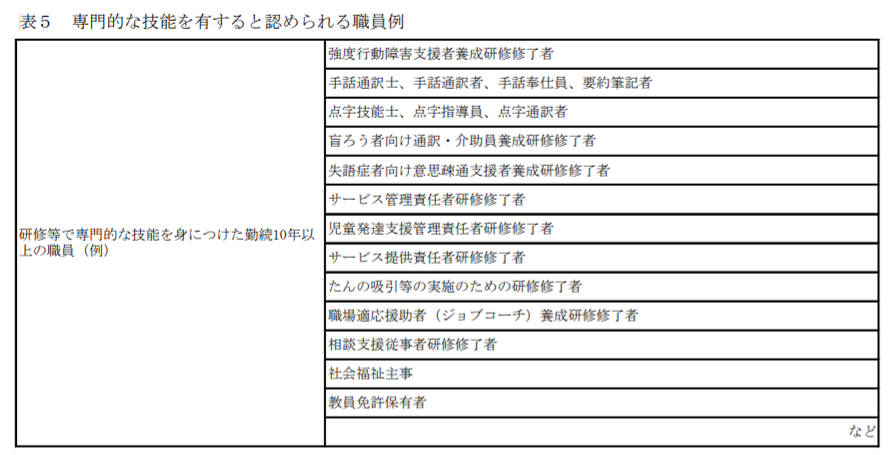 表５　専門的な技能を有すると認められる職員例
研修等で専門的な技能を身につけた勤続10年以
上の職員（例）
強度行動障害支援者養成研修修了者
手話通訳士、手話通訳者、手話奉仕員、要約筆記者
点字技能士、点字指導員、点字通訳者
盲ろう者向け通訳・介助員養成研修修了者
失語症者向け意思疎通支援者養成研修修了者
サービス管理責任者研修修了者
児童発達支援管理責任者研修修了者
サービス提供責任者研修修了者
たんの吸引等の実施のための研修修了者
職場適応援助者（ジョブコーチ）養成研修修了者
相談支援従事者研修修了者
社会福祉主事
教員免許保有者
など